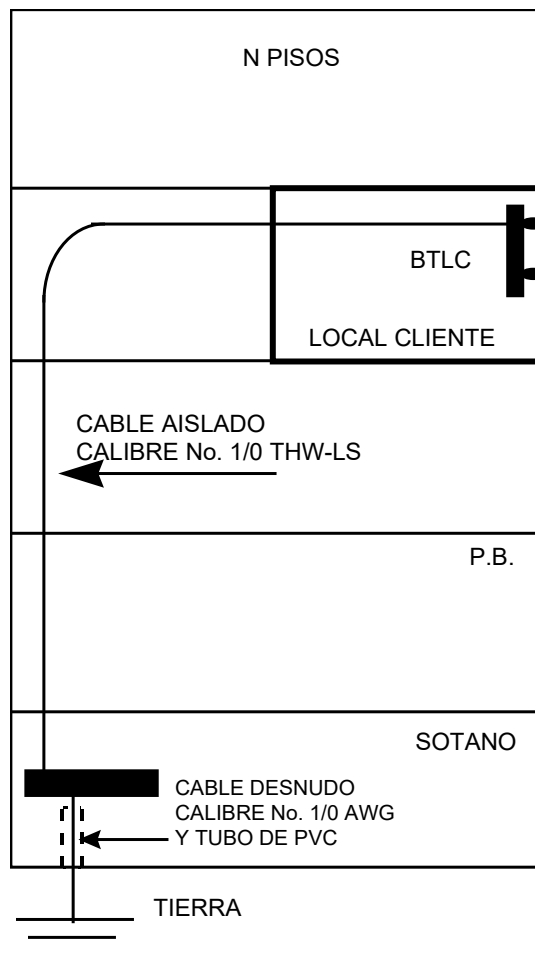 N PISOS
BTLC
LOCAL CLIENTE
CABLE AISLADO
CALIBRE No. 1/0 THW-LS
P.B.
SOTANO
CABLE DESNUDO
CALIBRE No. 1/0 AWG
Y TUBO DE PVC
TIERRA